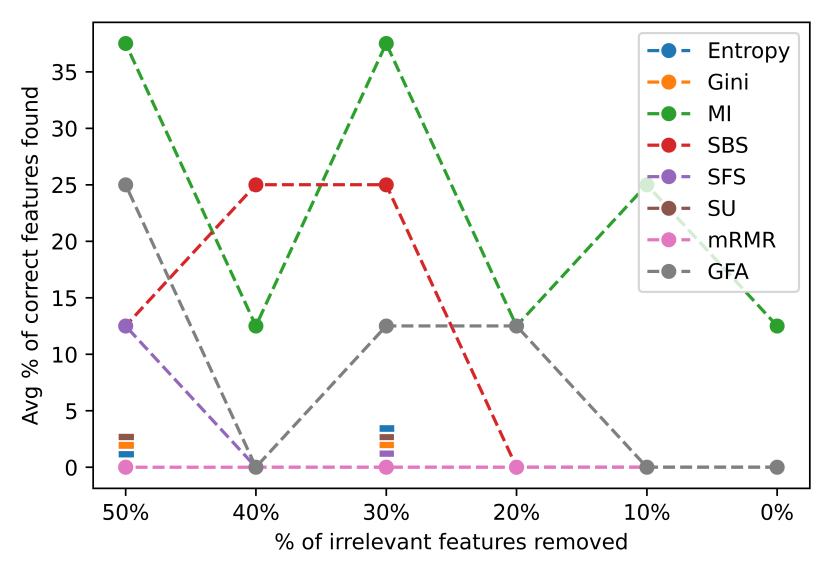 Avg % of correct features found
35
30
25
20
15
10
5
0
Entropy
Gini
MI
SBS
SFS
SU
mRMR
GFA
50% 40% 30% 20% 10% 0%
% of irrelevant features removed